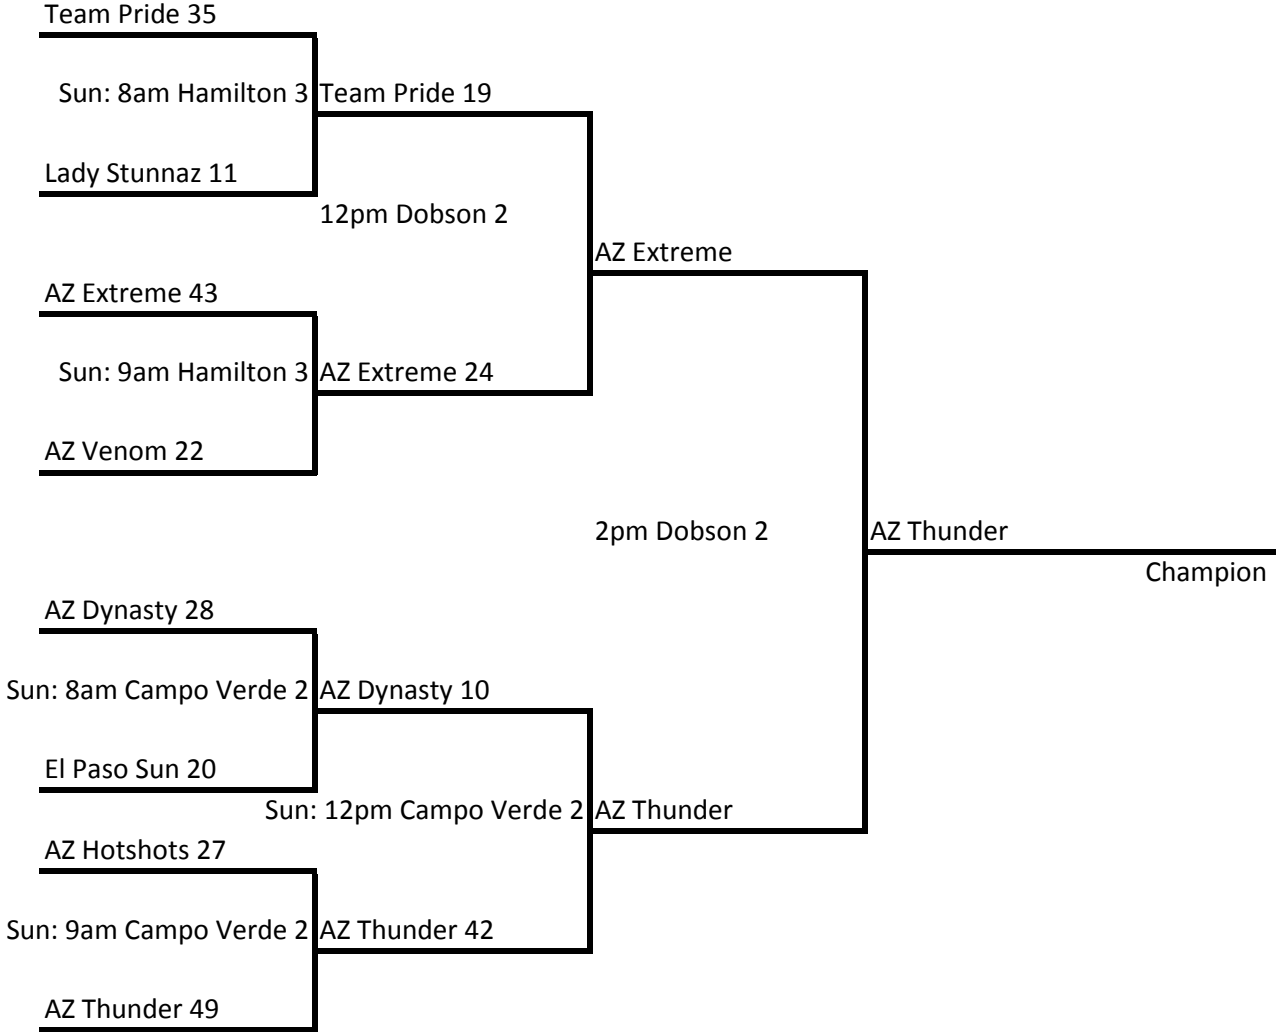 Team Pride 35
Sun: 8am Hamilton 3
Team Pride 19
Lady Stunnaz 11
12pm Dobson 2
AZ Extreme
AZ Extreme 43
Sun: 9am Hamilton 3
AZ Extreme 24
AZ Venom 22
2pm Dobson 2
AZ Thunder
Champion
AZ Dynasty 28
Sun: 8am Campo Verde 2
AZ Dynasty 10
El Paso Sun 20
Sun: 12pm Campo Verde 2
AZ Thunder
AZ Hotshots 27
Sun: 9am Campo Verde 2
AZ Thunder 42
AZ Thunder 49